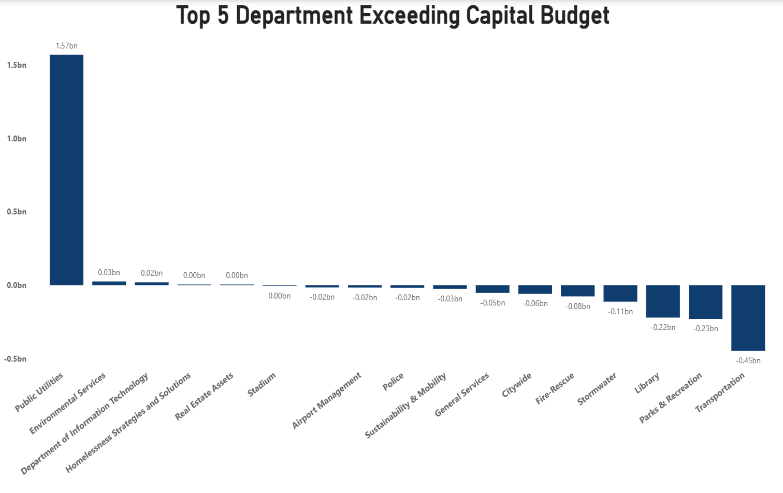 Top 5 Department Exceeding Capital Budget
1.57bn
1.5bn
1.0bn
0.5bn
0.0bn
-0.5bn
0.03bn
0.02bn
0.00bn
0.00bn
0.00bn
-0.02bn
-0.02bn
-0.02bn
-0.03bn
-0.05bn
-0.06bn
-0.08bn
-0.11bn
-0.22bn
-0.23bn
-0.45bn
Public Utilities
Environmental Services
Department of Information Technology
Homelessness Strategies and Solutions
Real Estate Assets
Stadium
Airport Management
Police
Sustainability & Mobility
General Services
Citywide
Fire-Rescue
Stormwater
Library
Parks & Recreation
Transportation